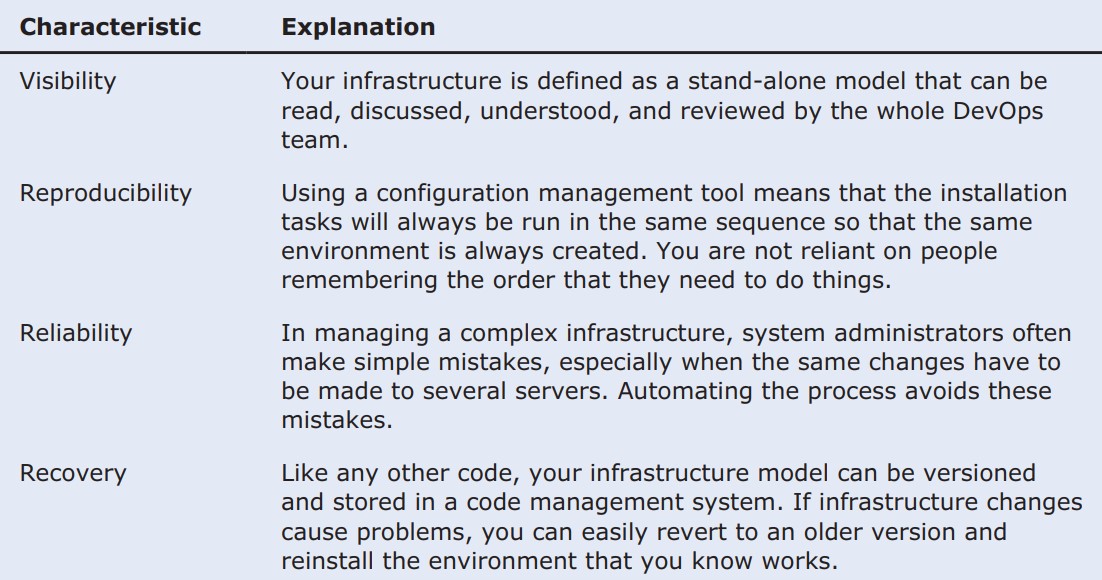 Characteristic Explanation
Visibility Your infrastructure is defined as a stand-alone model that can be
read, discussed, understood, and reviewed by the whole DevOps
team.
Reproducibility Using a configuration management tool means that the installation
tasks will always be run in the same sequence so that the same
environment is always created. You are not reliant on people
remembering the order that they need to do things.
Reliability In managing a complex infrastructure, system administrators often
make simple mistakes, especially when the same changes have to
be made to several servers. Automating the process avoids these
mistakes.
Recovery Like any other code, your infrastructure model can be versioned
and stored in a code management system. If infrastructure changes
cause problems, you can easily revert to an older version and
reinstall the environment that you know works.